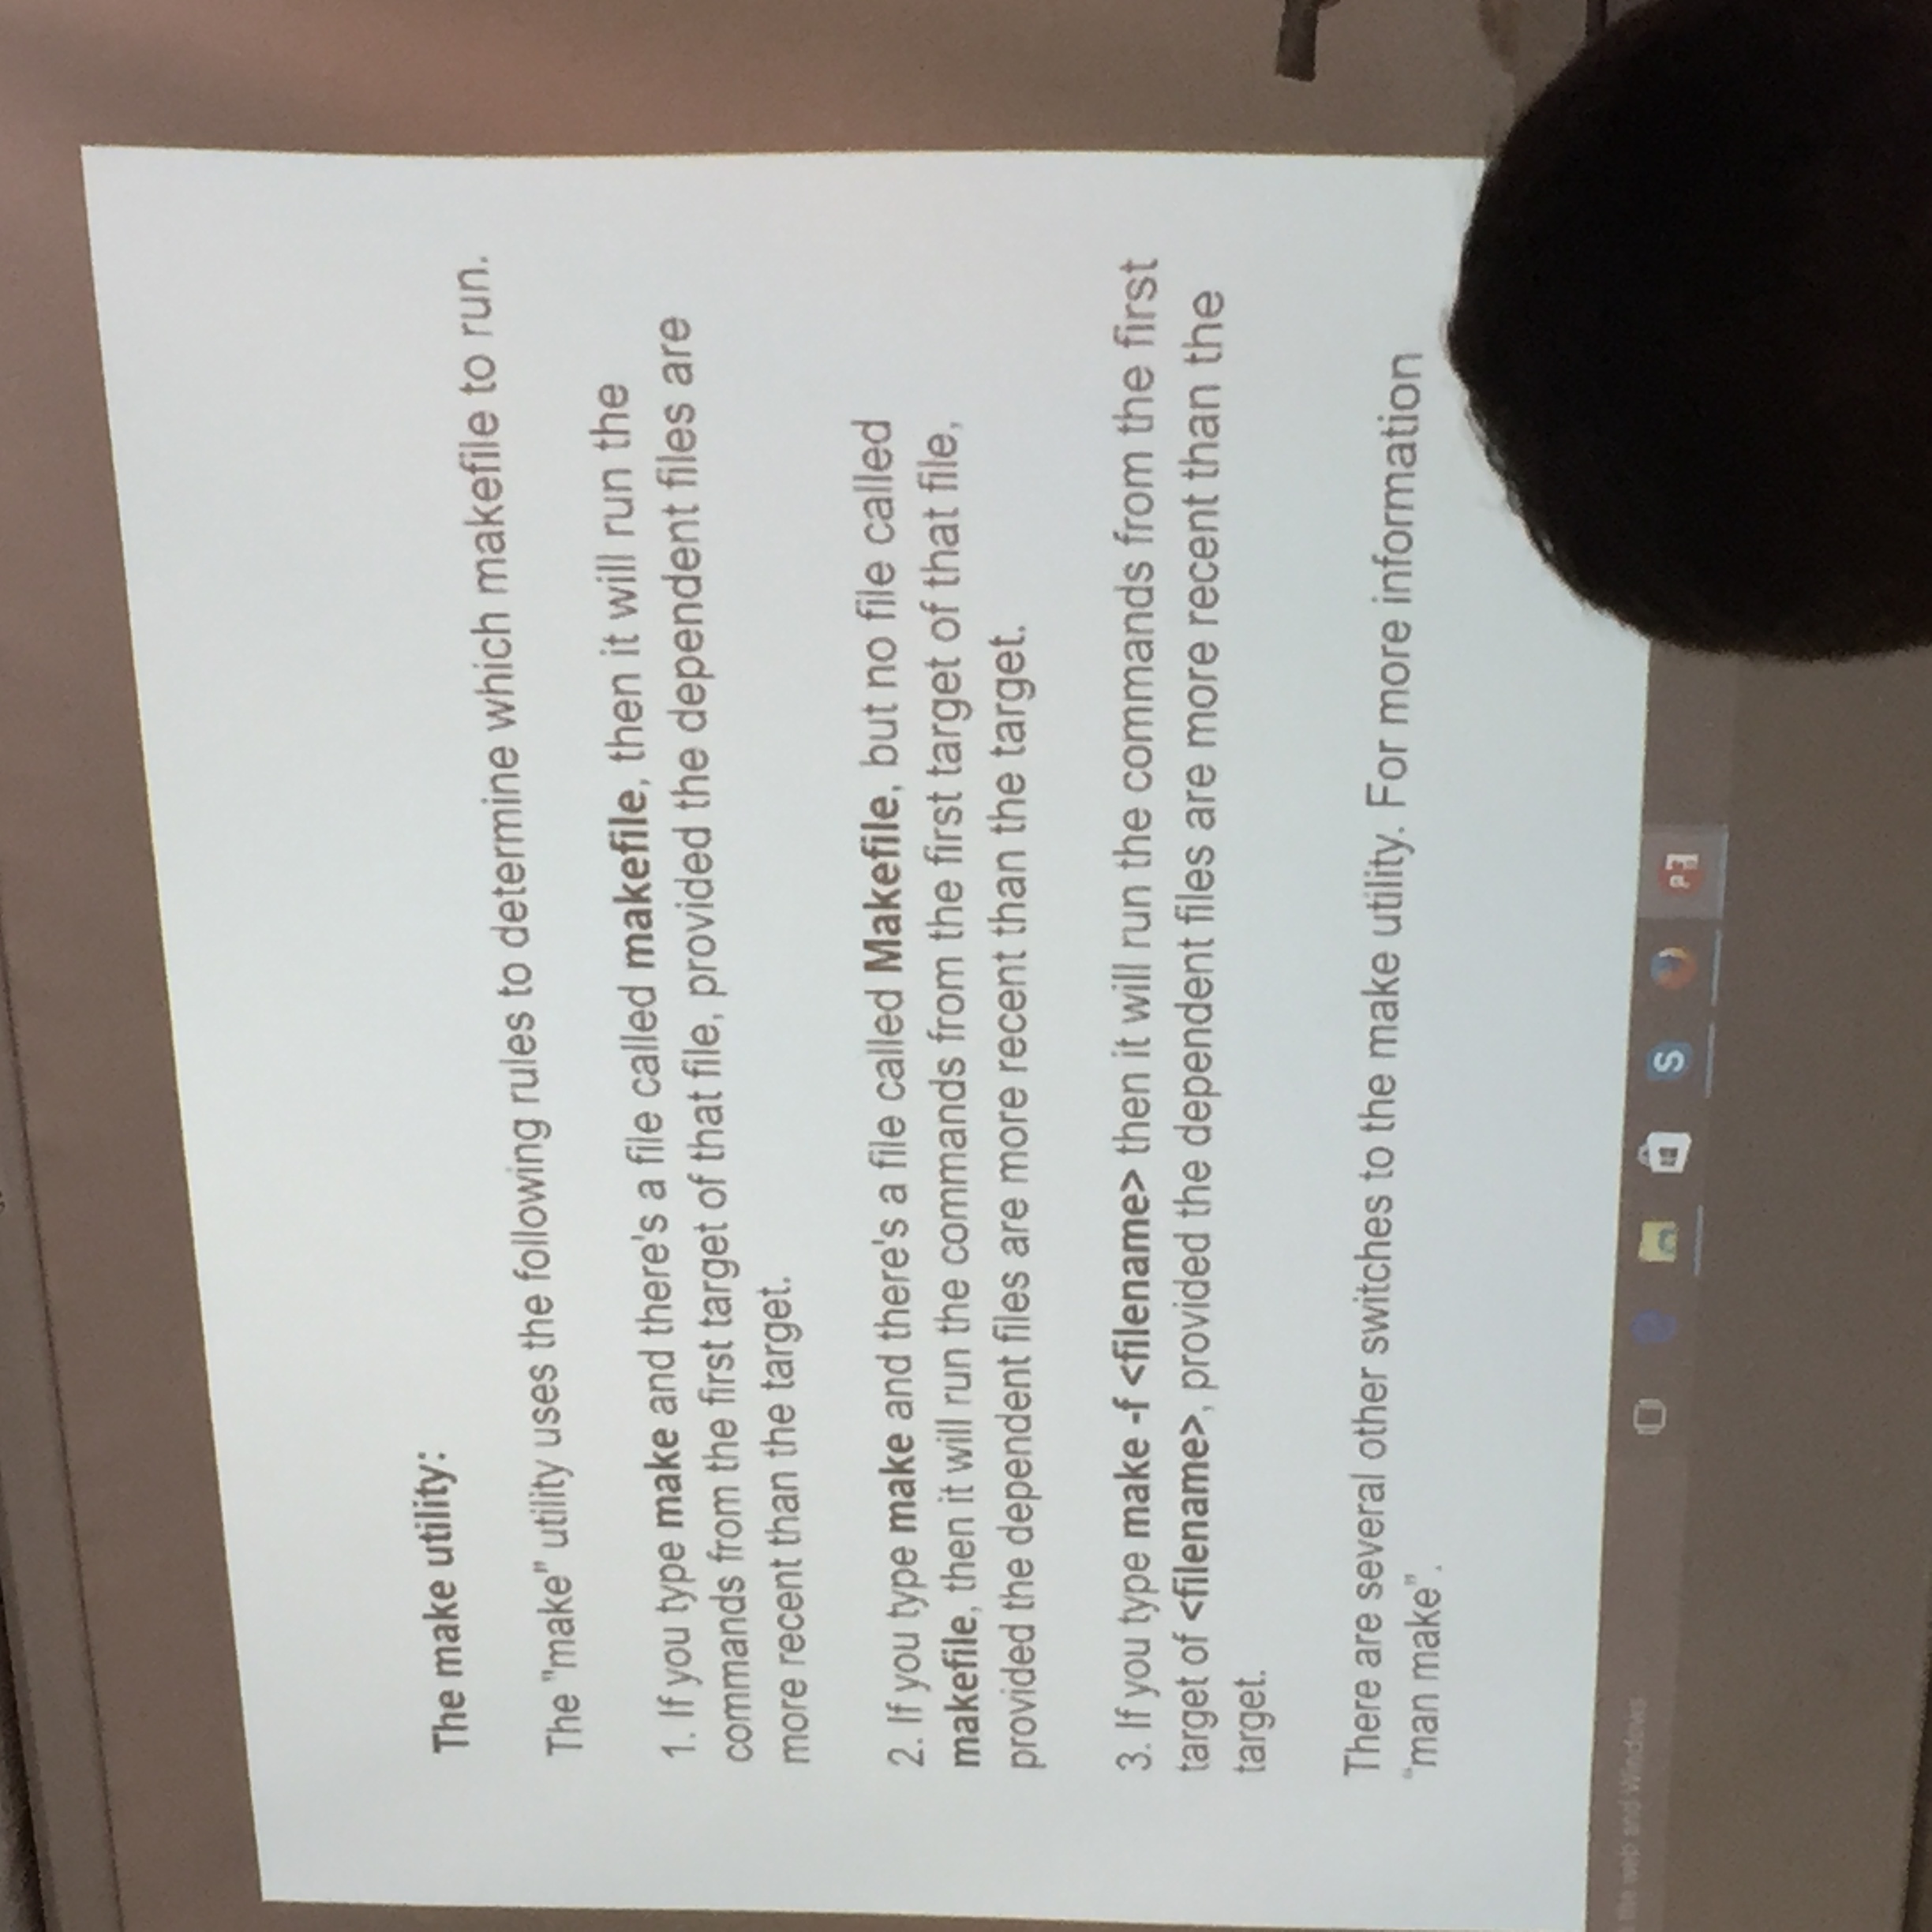 The make utility:
The "make" utility uses the following rules to determine which makefile to run.
1. If you type make and there's a file called makefile, then it will run the
commands from the first target of that file, provided the dependent files are
more recent than the target.
2. If you type make and there's a file called Makefile, but no file called
makefile, then it will run the commands from the first target of that file,
provided the dependent files are more recent than the target.
3. If you type make -f <filename> then it will run the commands from the first
target of <filename>, provided the dependent files are more recent than the
target.
There are several other switches to the make utility. For more information
“man make”.
the web and Windows
S
P